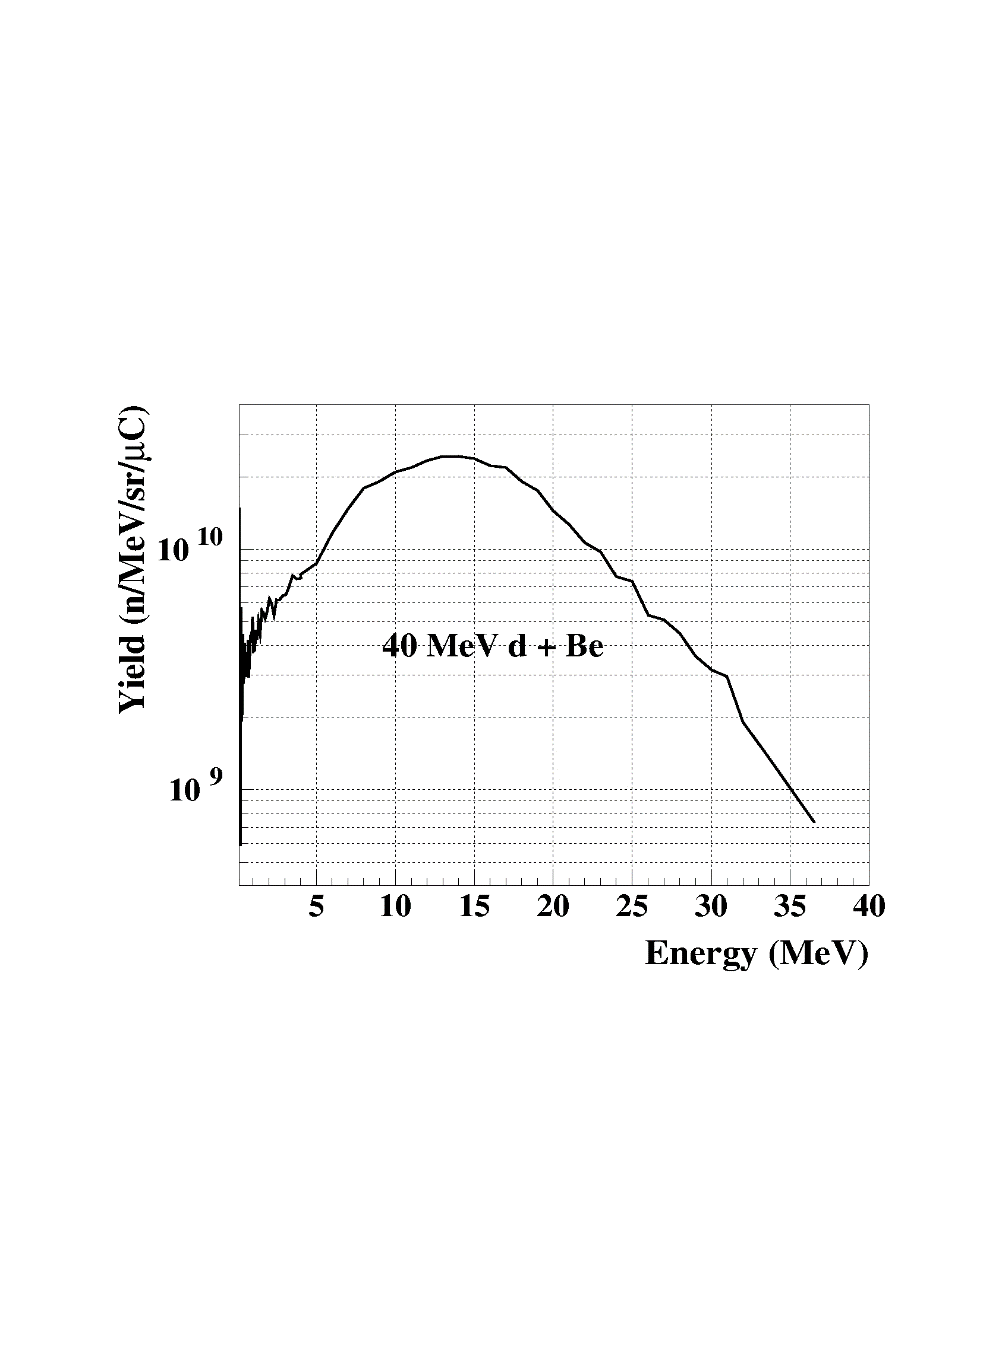 Yield (n/MeV/sr/μC)
10 10
10 9
40 MeV d + Be
5 10 15 20 25 30 35 40
Energy (MeV)